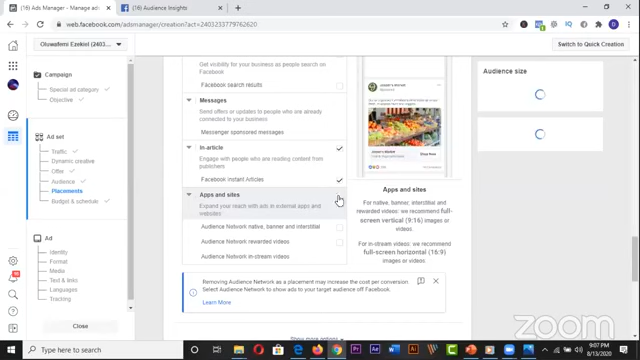 (16) Ads Manager - Manage ads
(16) Audience Insights
web.facebook.com/adsmanager/creation?act=2403233779762620
Oluwafemi Ezekiel (2403...
Switch to Quick Creation
Campaign
Special ad category
Objective
Ad set
Traffic
Dynamic creative
Offer
Audience
Placements
Budget & schedule
Ad
Identity
Format
Media
Text & links
Languages
Tracking
Close
Get visibility for your business as people search on
Facebook
Facebook search results
Messages
Send offers or updates to people who are already
connected to your business
Messenger sponsored messages
In-article
Engage with people who are reading content from
publishers
Facebook Instant Articles
Apps and sites
Expand your reach with ads in external apps and
websites
Audience Network native, banner and interstitial
Audience Network rewarded videos
Audience Network in-stream videos
Apps and sites
For native, banner, interstitial and
rewarded videos: we recommend full-
screen vertical (9:16) images or
videos.
For in-stream videos: we recommend
full-screen horizontal (16:9)
images or videos.
Audience size
Removing Audience Network as a placement may increase the cost per conversion.
Select Audience Network to show ads to your target audience off Facebook.
Learn More
Show more options
zoom
Type here to search
9:07 PM
8/13/2020